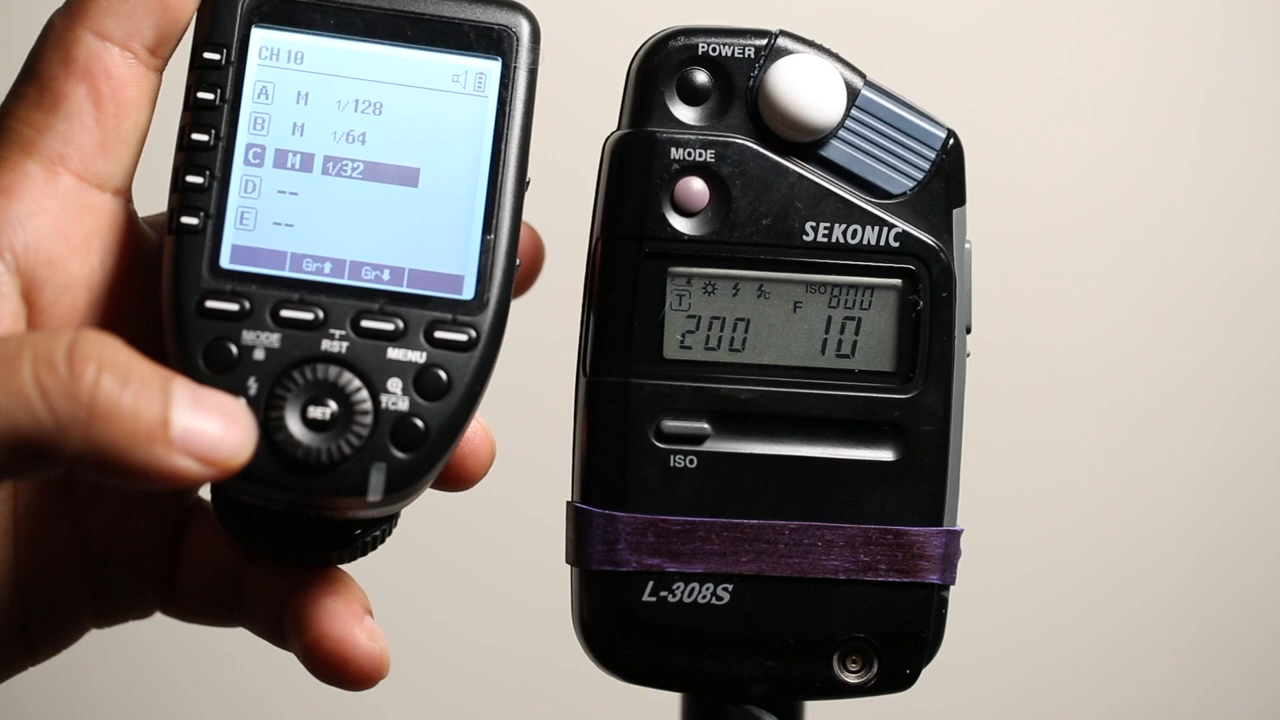 CH 10
A M 1/128
B M 1/64
C M 1/32
D --
E --
Gr Gr
MODE
RST
MENU
SET
TCM
POWER
MODE
SEKONIC
T C ISO 800
200 F 10
ISO
L-308S